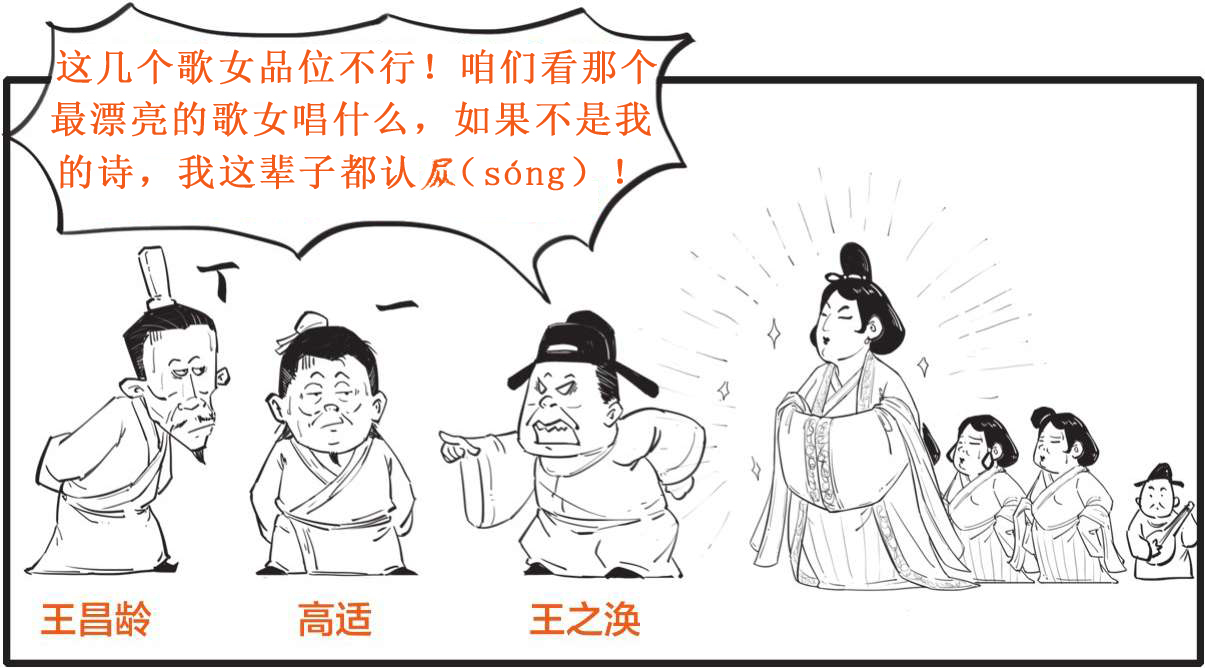 这几个歌女品位不行！咱们看那个
最漂亮的歌女唱什么，如果不是我
的诗，我这辈子都认㞞（sóng）！
丅
一
王昌龄
高适
王之涣